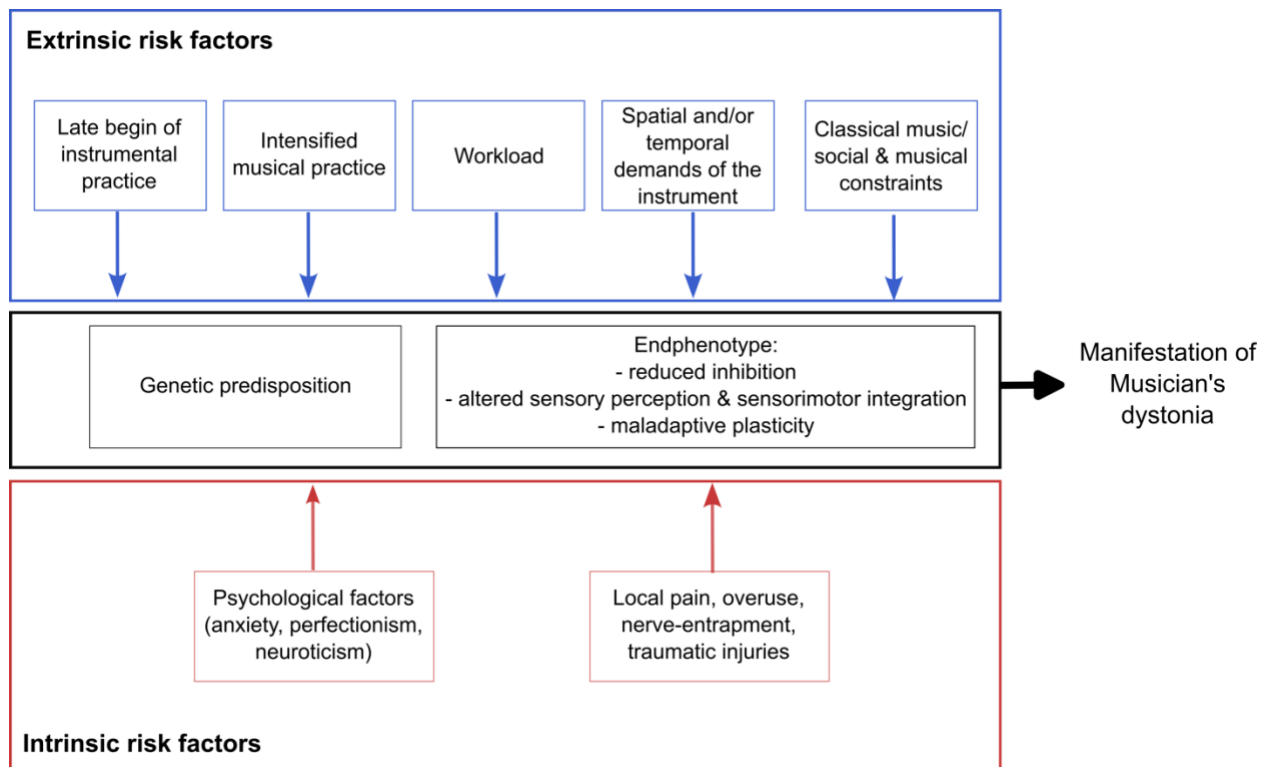 Extrinsic risk factors
Late begin of
instrumental
practice
Intensified
musical practice
Workload
Spatial and/or
temporal
demands of the
instrument
Classical music/
social & musical
constraints
Genetic predisposition
Endphenotype:
- reduced inhibition
- altered sensory perception & sensorimotor integration
- maladaptive plasticity
Manifestation of
Musician's
dystonia
Psychological factors
(anxiety, perfectionism,
neuroticism)
Local pain, overuse,
nerve-entrapment,
traumatic injuries
Intrinsic risk factors